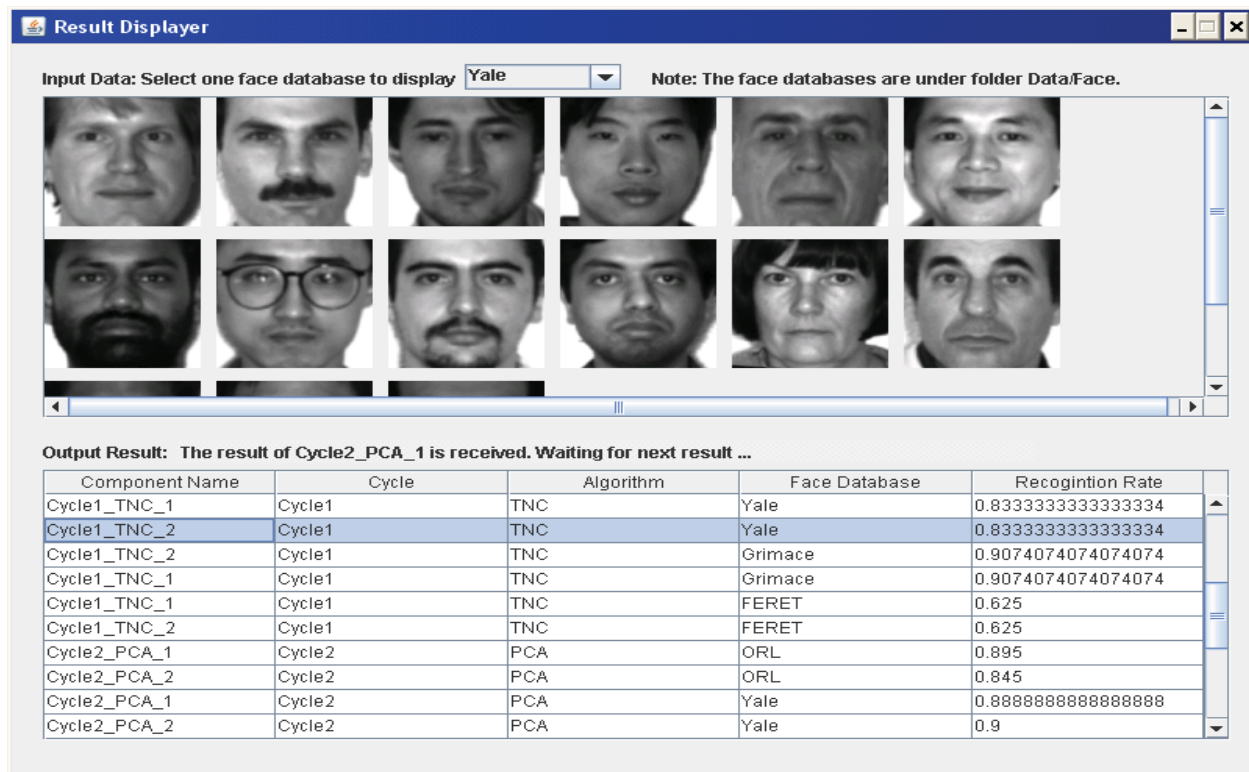 Result Displayer
Input Data: Select one face database to display Yale Note: The face databases are under folder Data/Face.
Output Result: The result of Cycle2_PCA_1 is received. Waiting for next result ...
Component Name Cycle Algorithm Face Database Recogintion Rate
Cycle1_TNC_1 Cycle1 TNC Yale 0.8333333333333334
Cycle1_TNC_2 Cycle1 TNC Yale 0.8333333333333334
Cycle1_TNC_2 Cycle1 TNC Grimace 0.9074074074074074
Cycle1_TNC_1 Cycle1 TNC Grimace 0.9074074074074074
Cycle1_TNC_1 Cycle1 TNC FERET 0.625
Cycle1_TNC_2 Cycle1 TNC FERET 0.625
Cycle2_PCA_1 Cycle2 PCA ORL 0.895
Cycle2_PCA_2 Cycle2 PCA ORL 0.845
Cycle2_PCA_1 Cycle2 PCA Yale 0.8888888888888888
Cycle2_PCA_2 Cycle2 PCA Yale 0.9